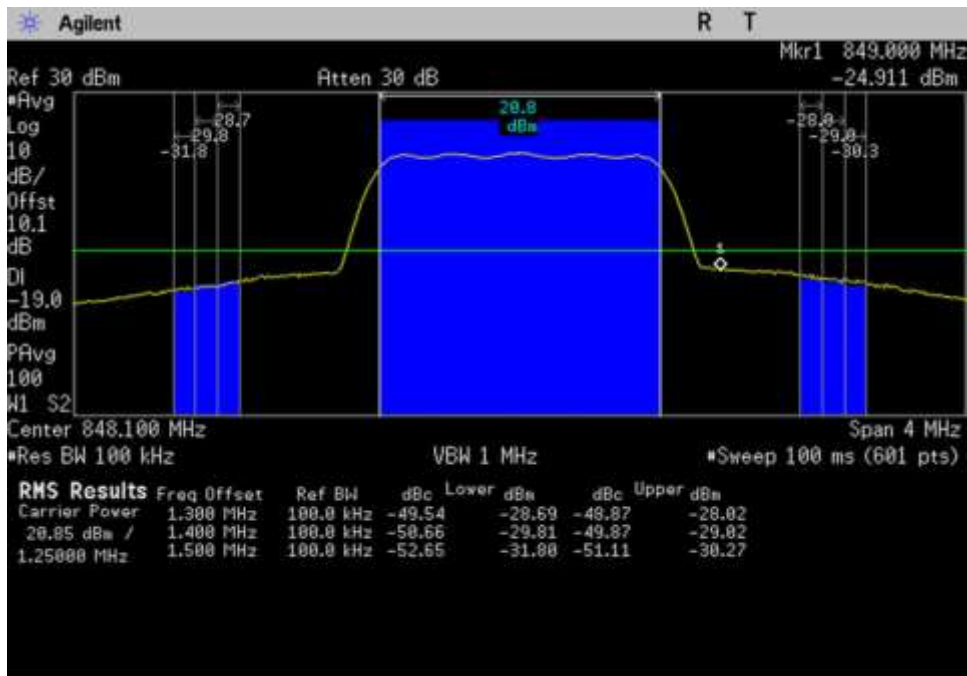 Agilent R T
Mkr1 849.000 MHz
Ref 30 dBm Atten 30 dB -24.911 dBm
#Avg
Log
10
dB/
Offst
10.1
dB
DI
-19.0
dBm
PAvg
100
W1 S2
20.8
dBm
-28.7
-29.8
-31.8
-28.0
-29.0
-30.3
1
Center 848.100 MHz Span 4 MHz
#Res BW 100 kHz VBW 1 MHz #Sweep 100 ms (601 pts)
RMS Results Freq Offset Ref BW dBc Lower dBm dBc Upper dBm
Carrier Power 1.300 MHz 100.0 kHz -49.54 -28.69 -48.87 -28.02
20.85 dBm / 1.400 MHz 100.0 kHz -50.66 -29.81 -49.87 -29.02
1.25000 MHz 1.500 MHz 100.0 kHz -52.65 -31.80 -51.11 -30.27